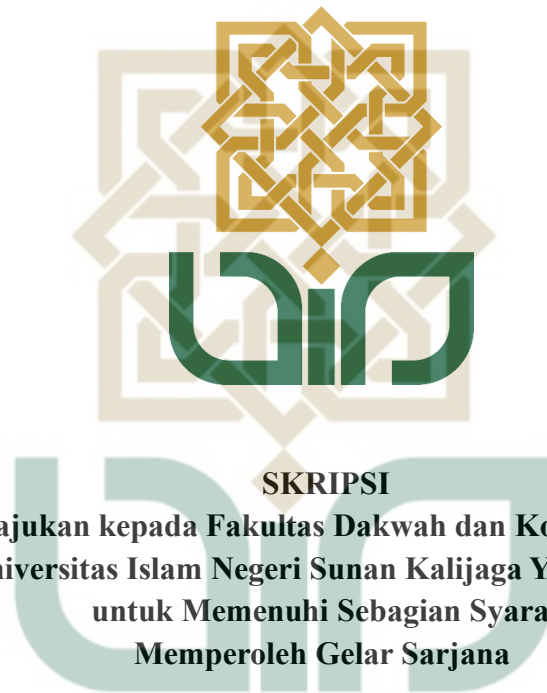 uin
SKRIPSI
ajukan kepada Fakultas Dakwah dan Ko
niversitas Islam Negeri Sunan Kalijaga Y
untuk Memenuhi Sebagian Syara
Memperoleh Gelar Sarjana